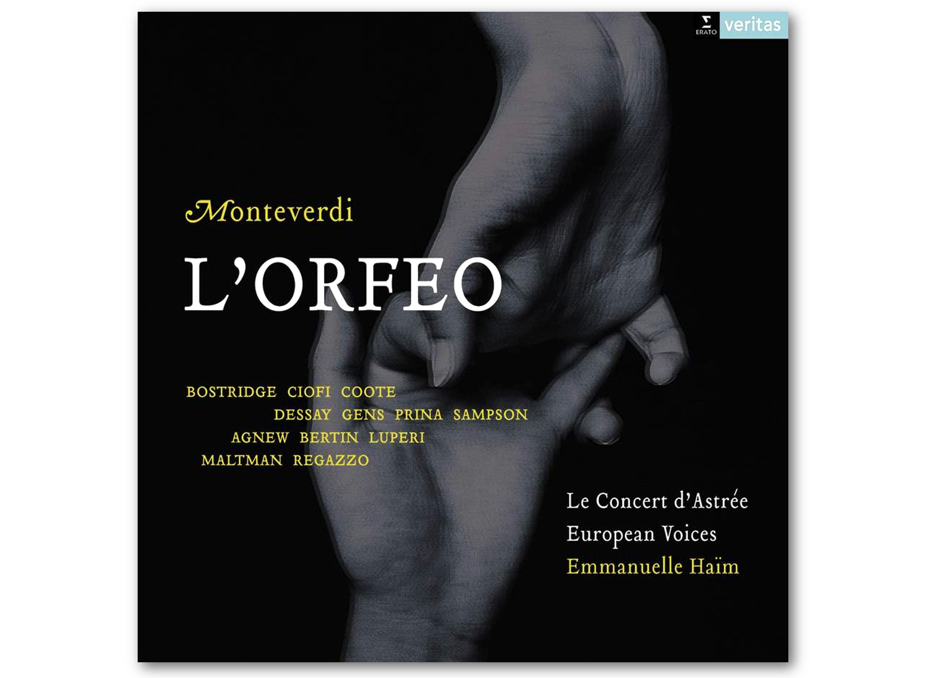 ERATO
veritas
Monteverdi
L'ORFEO
BOSTRIDGE CIOFI COOTE
DESSAY GENS PRINA SAMPSON
AGNEW BERTIN LUPERI
MALTMAN REGAZZO
Le Concert d'Astrée
European Voices
Emmanuelle Haïm